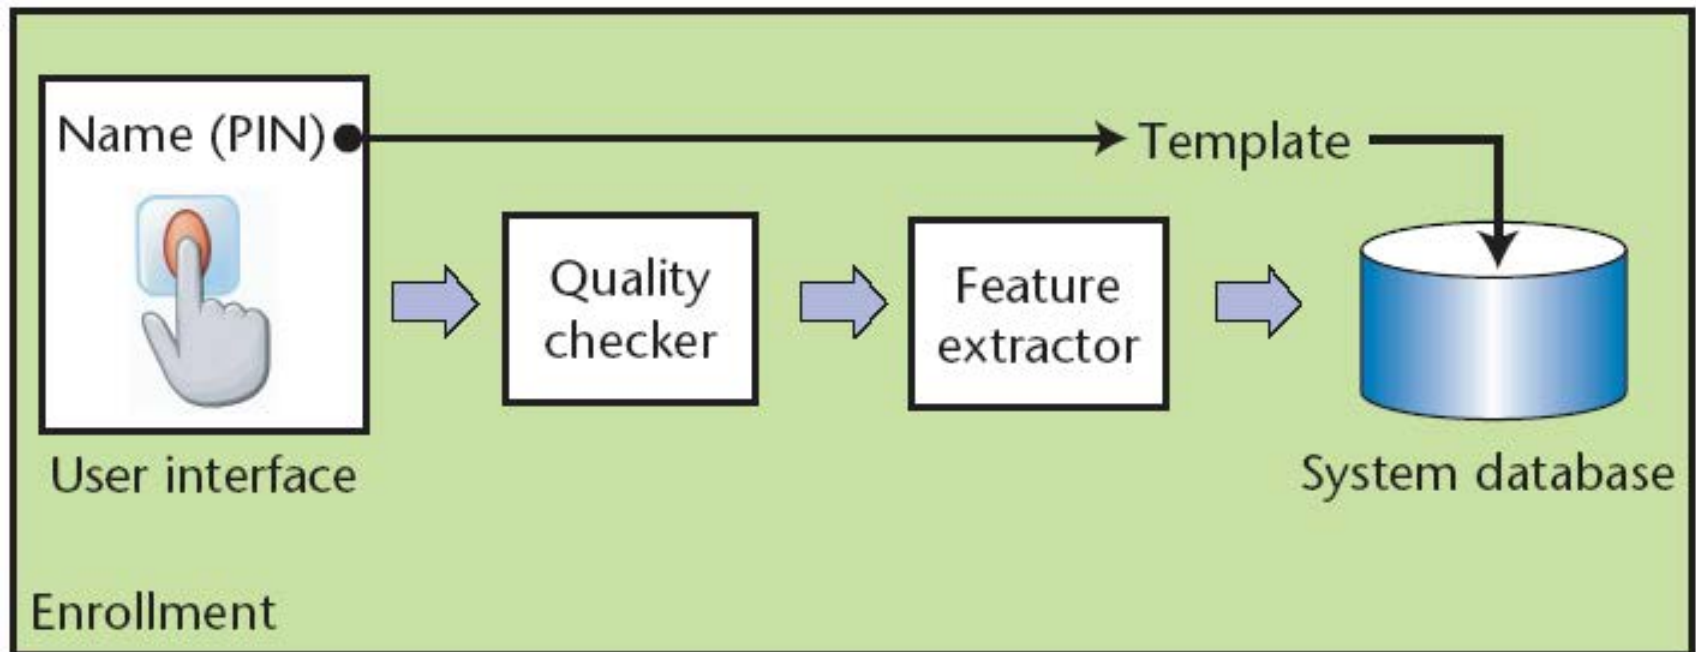 Name (PIN)
Template
Quality
checker
Feature
extractor
User interface
System database
Enrollment